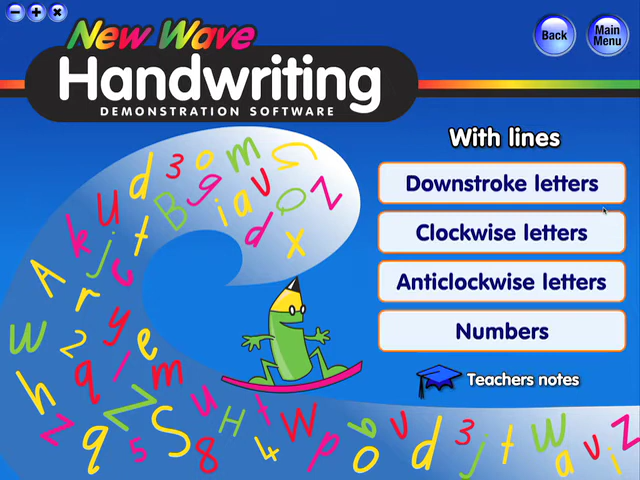 New Wave
Handwriting
DEMONSTRATION SOFTWARE
Back
Main
Menu
With lines
Downstroke letters
Clockwise letters
Anticlockwise letters
Numbers
Teachers notes